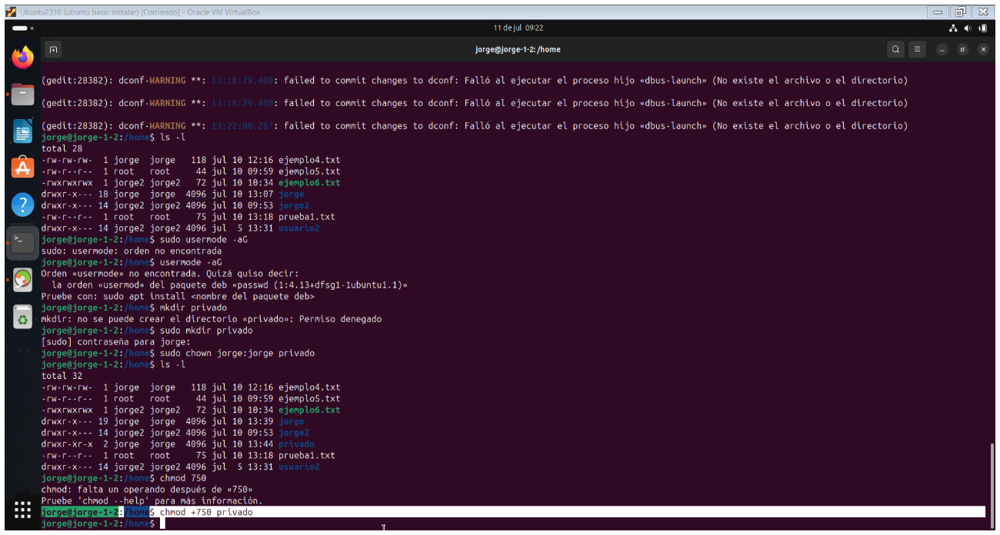 Ubuntu2310 (ubuntu basic instalar) [Corriendo] - Oracle VM VirtualBox
11 de jul 09:22
jorge@jorge-1-2: /home
(gedit:28382): dconf-WARNING **: 13:18:29.400: failed to commit changes to dconf: Falló al ejecutar el proceso hijo «dbus-launch» (No existe el archivo o el directorio)
(gedit:28382): dconf-WARNING **: 13:18:29.400: failed to commit changes to dconf: Falló al ejecutar el proceso hijo «dbus-launch» (No existe el archivo o el directorio)
(gedit:28382): dconf-WARNING **: 13:22:00.287: failed to commit changes to dconf: Falló al ejecutar el proceso hijo «dbus-launch» (No existe el archivo o el directorio)
jorge@jorge-1-2:/home$ ls -l
total 28
-rw-rw-rw-  1 jorge  jorge   118 jul 10 12:16 ejemplo4.txt
-rw-r--r--  1 root   root     44 jul 10 09:59 ejemplo5.txt
-rwxrwxrwx  1 jorge2 jorge2   72 jul 10 10:34 ejemplo6.txt
drwxr-x--- 18 jorge  jorge  4096 jul 10 13:07 jorge
drwxr-x--- 14 jorge2 jorge2 4096 jul 10 09:53 jorge2
-rw-r--r--  1 root   root     75 jul 10 13:18 prueba1.txt
drwxr-x--- 14 jorge2 jorge2 4096 jul  5 13:31 usuario2
jorge@jorge-1-2:/home$ sudo usermode -aG
sudo: usermode: orden no encontrada
jorge@jorge-1-2:/home$ usermode -aG
Orden «usermode» no encontrada. Quizá quiso decir:
  la orden «usermod» del paquete deb «passwd (1:4.13+dfsg1-1ubuntu1.1)»
Pruebe con: sudo apt install <nombre del paquete deb>
jorge@jorge-1-2:/home$ mkdir privado
mkdir: no se puede crear el directorio «privado»: Permiso denegado
jorge@jorge-1-2:/home$ sudo mkdir privado
[sudo] contraseña para jorge:
jorge@jorge-1-2:/home$ sudo chown jorge:jorge privado
jorge@jorge-1-2:/home$ ls -l
total 32
-rw-rw-rw-  1 jorge  jorge   118 jul 10 12:16 ejemplo4.txt
-rw-r--r--  1 root   root     44 jul 10 09:59 ejemplo5.txt
-rwxrwxrwx  1 jorge2 jorge2   72 jul 10 10:34 ejemplo6.txt
drwxr-x--- 19 jorge  jorge  4096 jul 10 13:39 jorge
drwxr-x--- 14 jorge2 jorge2 4096 jul 10 09:53 jorge2
drwxr-xr-x  2 jorge  jorge  4096 jul 10 13:44 privado
-rw-r--r--  1 root   root     75 jul 10 13:18 prueba1.txt
drwxr-x--- 14 jorge2 jorge2 4096 jul  5 13:31 usuario2
jorge@jorge-1-2:/home$ chmod 750
chmod: falta un operando después de «750»
Pruebe 'chmod --help' para más información.
jorge@jorge-1-2:/home$ chmod +750 privado
jorge@jorge-1-2:/home$